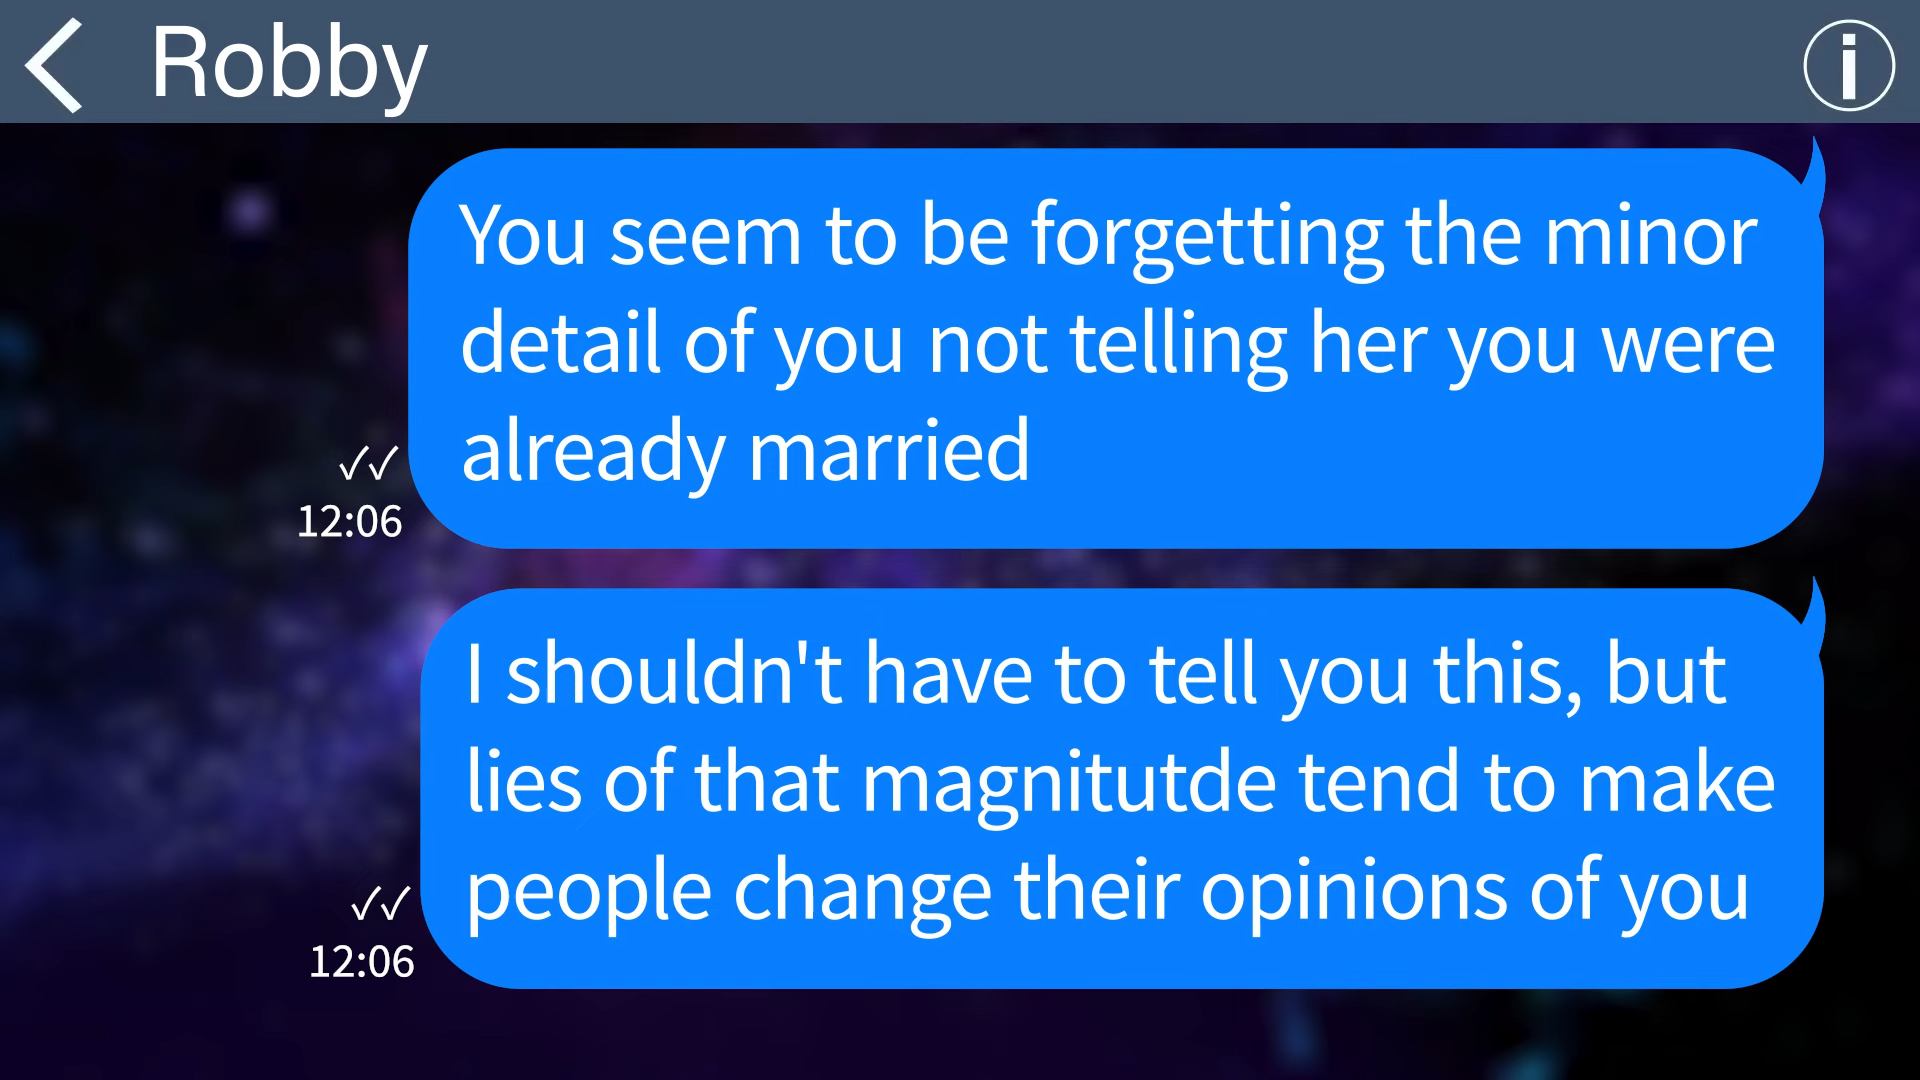 Robby
i
You seem to be forgetting the minor
detail of you not telling her you were
already married
✓✓
12:06
I shouldn't have to tell you this, but
lies of that magnitutde tend to make
people change their opinions of you
✓✓
12:06